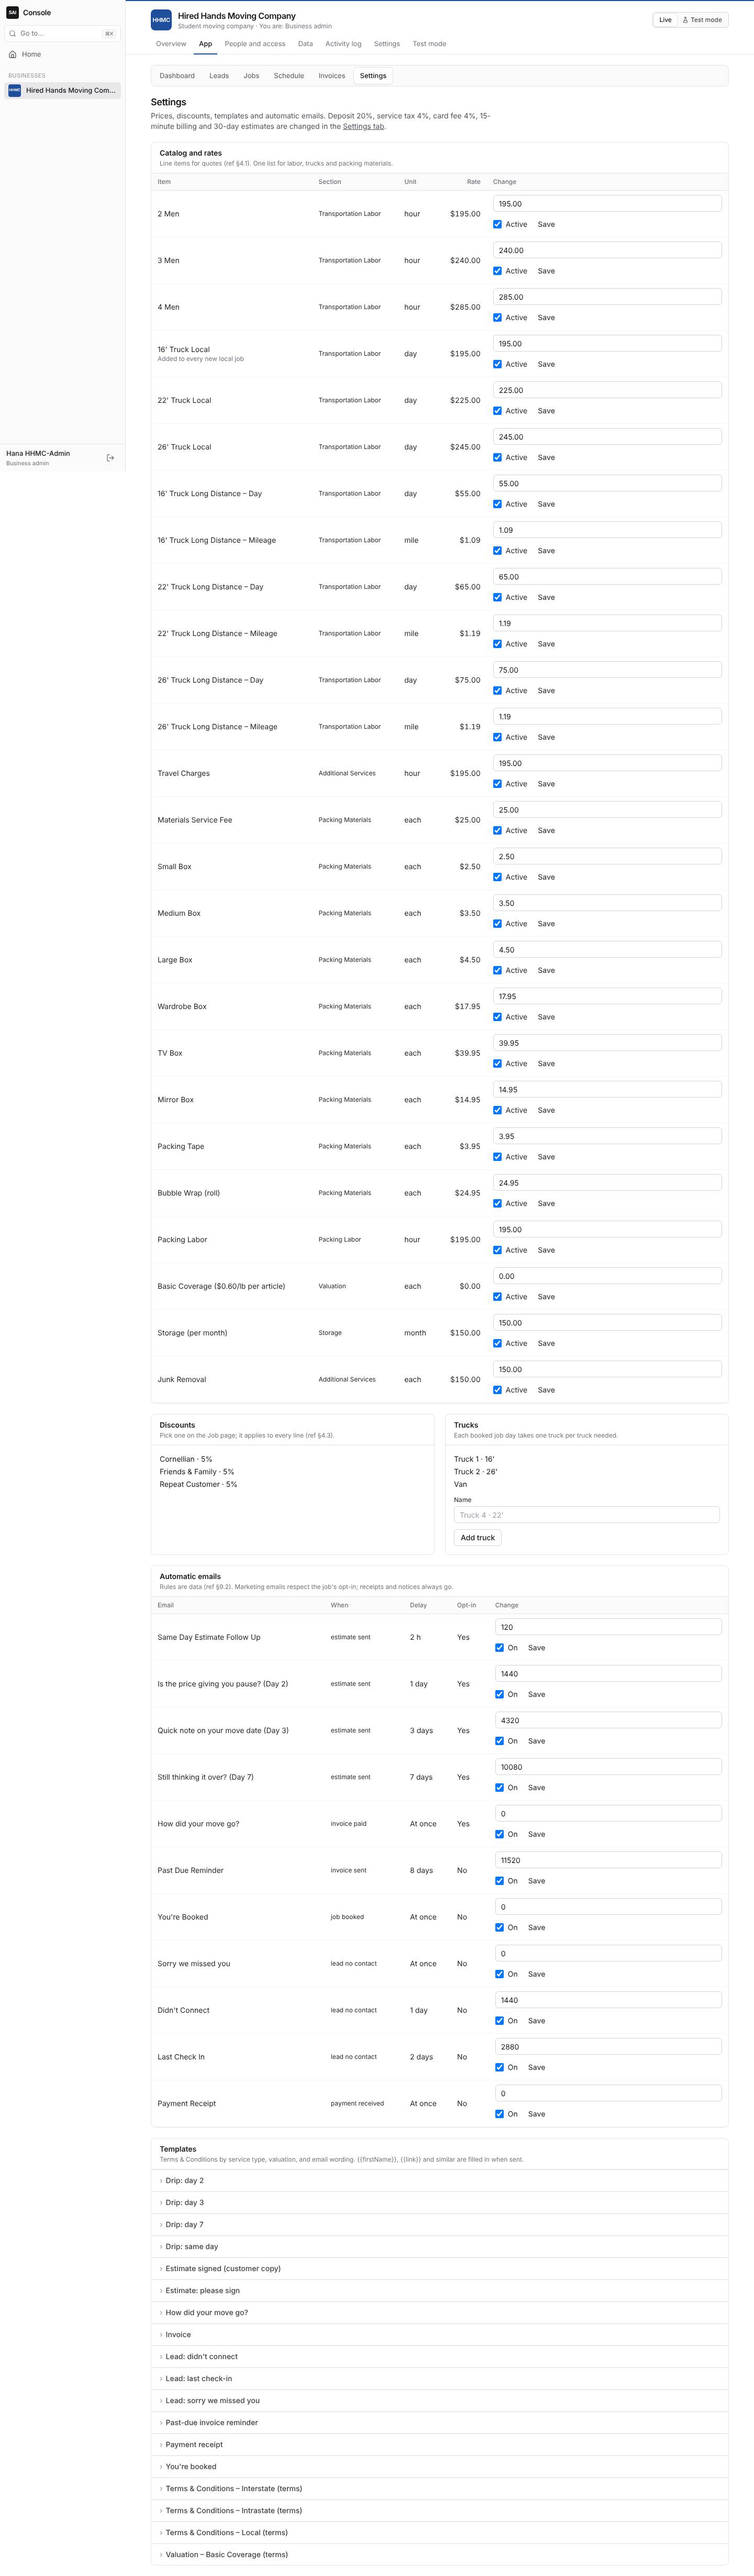 SAI Console
Go to... ⌘K
Home
BUSINESSES
HHMC Hired Hands Moving Com...
Hana HHMC-Admin
Business admin
HHMC Hired Hands Moving Company
Student moving company · You are: Business admin
Live Test mode
Overview App People and access Data Activity log Settings Test mode
Dashboard Leads Jobs Schedule Invoices Settings
Settings
Prices, discounts, templates and automatic emails. Deposit 20%, service tax 4%, card fee 4%, 15-
minute billing and 30-day estimates are changed in the Settings tab.
Catalog and rates
Line items for quotes (ref §4.1). One list for labor, trucks and packing materials.
Item Section Unit Rate Change
2 Men Transportation Labor hour $195.00 195.00
Active Save
3 Men Transportation Labor hour $240.00 240.00
Active Save
4 Men Transportation Labor hour $285.00 285.00
Active Save
16' Truck Local Transportation Labor day $195.00 195.00
Added to every new local job
Active Save
22' Truck Local Transportation Labor day $225.00 225.00
Active Save
26' Truck Local Transportation Labor day $245.00 245.00
Active Save
16' Truck Long Distance – Day Transportation Labor day $55.00 55.00
Active Save
16' Truck Long Distance – Mileage Transportation Labor mile $1.09 1.09
Active Save
22' Truck Long Distance – Day Transportation Labor day $65.00 65.00
Active Save
22' Truck Long Distance – Mileage Transportation Labor mile $1.19 1.19
Active Save
26' Truck Long Distance – Day Transportation Labor day $75.00 75.00
Active Save
26' Truck Long Distance – Mileage Transportation Labor mile $1.19 1.19
Active Save
Travel Charges Additional Services hour $195.00 195.00
Active Save
Materials Service Fee Packing Materials each $25.00 25.00
Active Save
Small Box Packing Materials each $2.50 2.50
Active Save
Medium Box Packing Materials each $3.50 3.50
Active Save
Large Box Packing Materials each $4.50 4.50
Active Save
Wardrobe Box Packing Materials each $17.95 17.95
Active Save
TV Box Packing Materials each $39.95 39.95
Active Save
Mirror Box Packing Materials each $14.95 14.95
Active Save
Packing Tape Packing Materials each $3.95 3.95
Active Save
Bubble Wrap (roll) Packing Materials each $24.95 24.95
Active Save
Packing Labor Packing Labor hour $195.00 195.00
Active Save
Basic Coverage ($0.60/lb per article) Valuation each $0.00 0.00
Active Save
Storage (per month) Storage month $150.00 150.00
Active Save
Junk Removal Additional Services each $150.00 150.00
Active Save
Discounts
Pick one on the Job page; it applies to every line (ref §4.3).
Cornellian · 5%
Friends & Family · 5%
Repeat Customer · 5%
Trucks
Each booked job day takes one truck per truck needed.
Truck 1 · 16'
Truck 2 · 26'
Van
Name
Truck 4 · 22'
Add truck
Automatic emails
Rules are data (ref §9.2). Marketing emails respect the job's opt-in; receipts and notices always go.
Email When Delay Opt-in Change
Same Day Estimate Follow Up estimate sent 2 h Yes 120
On Save
Is the price giving you pause? (Day 2) estimate sent 1 day Yes 1440
On Save
Quick note on your move date (Day 3) estimate sent 3 days Yes 4320
On Save
Still thinking it over? (Day 7) estimate sent 7 days Yes 10080
On Save
How did your move go? invoice paid At once Yes 0
On Save
Past Due Reminder invoice sent 8 days No 11520
On Save
You're Booked job booked At once No 0
On Save
Sorry we missed you lead no contact At once No 0
On Save
Didn't Connect lead no contact 1 day No 1440
On Save
Last Check In lead no contact 2 days No 2880
On Save
Payment Receipt payment received At once No 0
On Save
Templates
Terms & Conditions by service type, valuation, and email wording. {{firstName}}, {{link}} and similar are filled in when sent.
› Drip: day 2
› Drip: day 3
› Drip: day 7
› Drip: same day
› Estimate signed (customer copy)
› Estimate: please sign
› How did your move go?
› Invoice
› Lead: didn't connect
› Lead: last check-in
› Lead: sorry we missed you
› Past-due invoice reminder
› Payment receipt
› You're booked
› Terms & Conditions – Interstate (terms)
› Terms & Conditions – Intrastate (terms)
› Terms & Conditions – Local (terms)
› Valuation – Basic Coverage (terms)